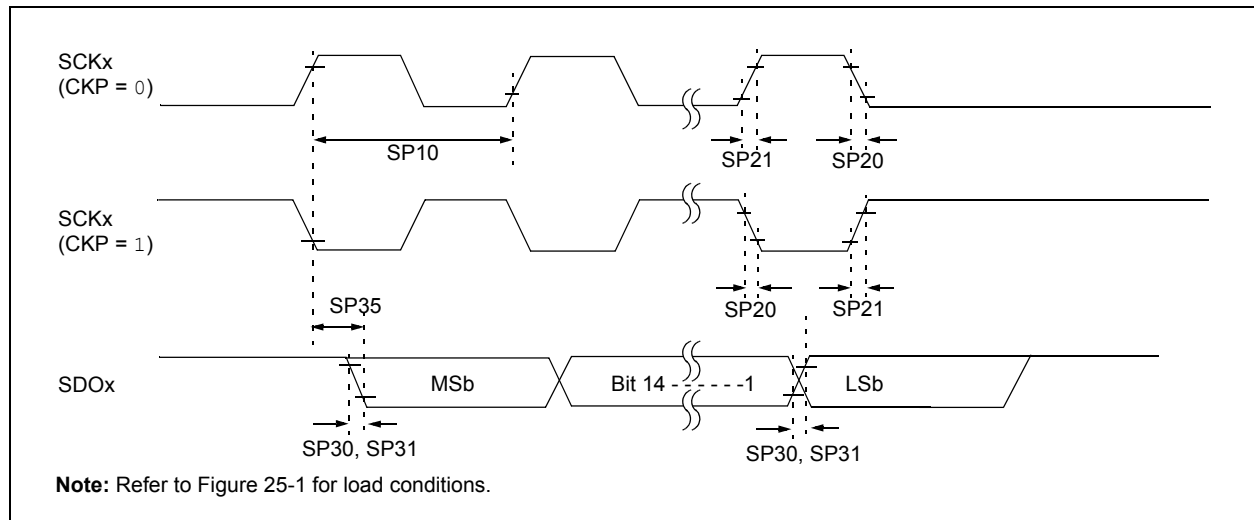 SCKx
(CKP = 0)
SP10
SP21
SP20
SCKx
(CKP = 1)
SP35
SP20
SP21
SDOx
MSb
Bit 14 - - - - - -1
LSb
SP30, SP31
SP30, SP31
Note: Refer to Figure 25-1 for load conditions.